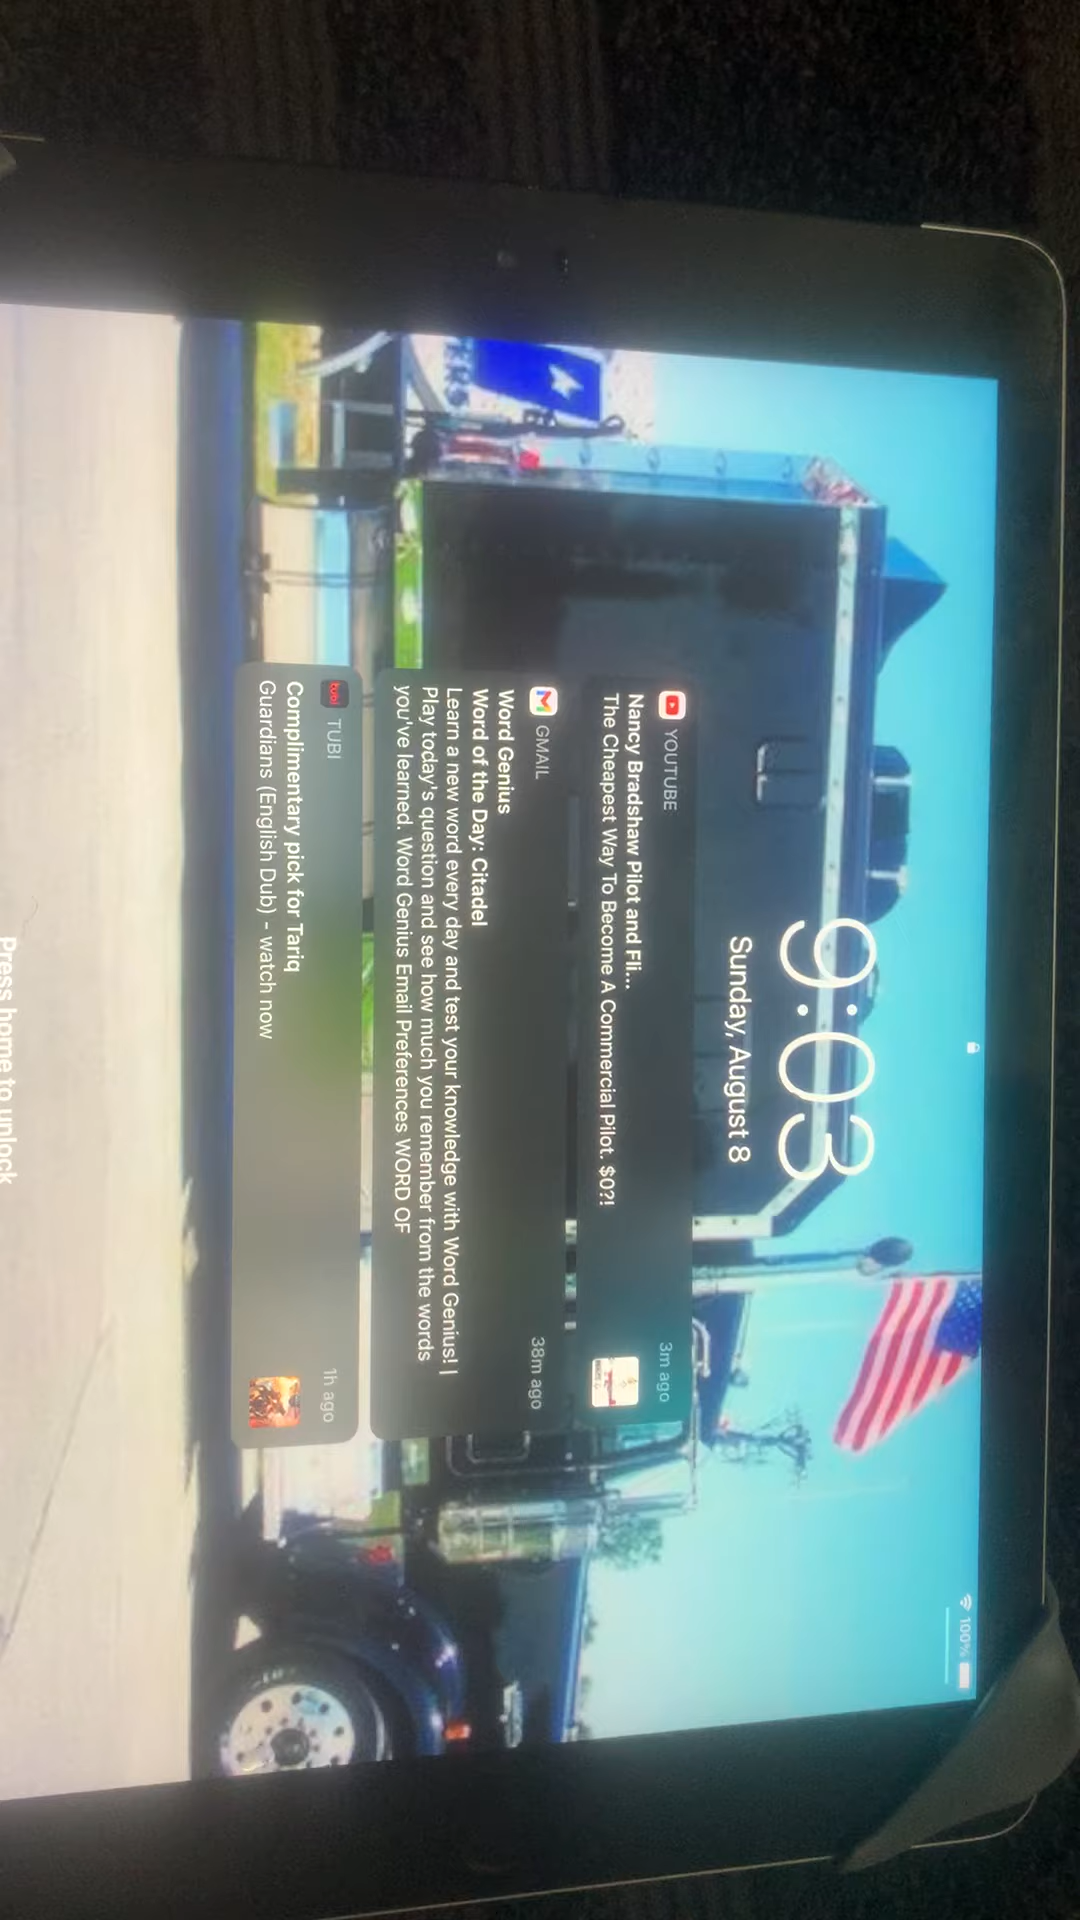 100%
9:03
Sunday, August 8
YOUTUBE
3m ago
Nancy Bradshaw Pilot and Fli...
The Cheapest Way To Become A Commercial Pilot. $0?!
GMAIL
38m ago
Word Genius
Word of the Day: Citadel
Learn a new word every day and test your knowledge with Word Genius! |
Play today's question and see how much you remember from the words
you've learned. Word Genius Email Preferences WORD OF
tubi
TUBI
1h ago
Complimentary pick for Tariq
Guardians (English Dub) - watch now
Press home to unlock